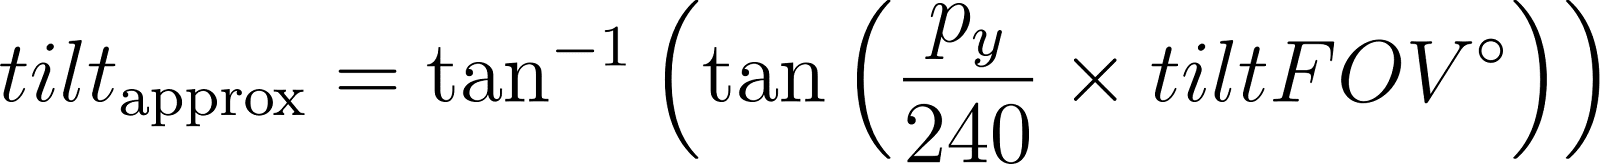 tilt_approx = tan⁻¹ (tan (p_y/240 × tiltFOV°))